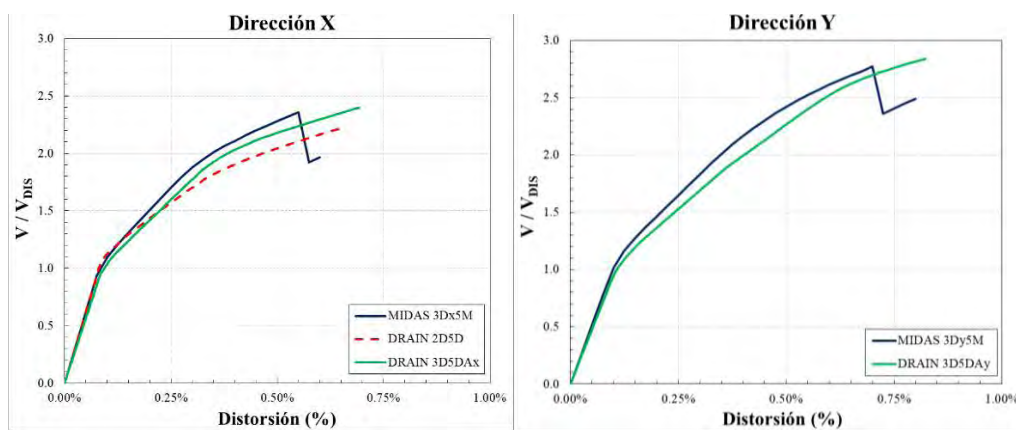 Dirección X
3.0
2.5
2.0
1.5
1.0
0.5
0.0
V / V_DIS
0.00%
0.25%
0.50%
0.75%
1.00%
Distorsión (%)
MIDAS 3Dx5M
DRAIN 2D5D
DRAIN 3D5DAx
Dirección Y
3.0
2.5
2.0
1.5
1.0
0.5
0.0
V / V_DIS
0.00%
0.25%
0.50%
0.75%
1.00%
Distorsión (%)
MIDAS 3Dy5M
DRAIN 3D5DAy